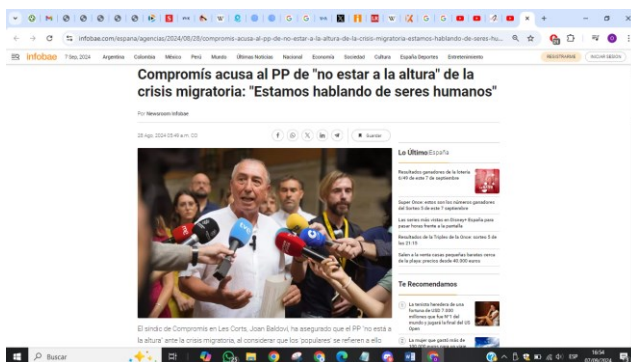 infobae.com/espana/agencias/2024/08/28/compromis-acusa-al-pp-de-no-estar-a-la-altura-de-la-crisis-migratoria-estamos-hablando-de-seres-hu...
infobae 7 Sep, 2024 Argentina Colombia México Perú Mundo Últimas Noticias Nacional Economía Sociedad Cultura España Deportes Entretenimiento REGISTRARME INICIAR SESIÓN
Compromís acusa al PP de "no estar a la altura" de la
crisis migratoria: "Estamos hablando de seres humanos"
Por Newsroom Infobae
28 Ago, 2024 05:49 a.m. CO
Guardar
Lo Último España
Resultados ganadores de la lotería
6/49 de este 7 de septiembre
Super Once: estos son los números ganadores
del Sorteo 5 de este 7 septiembre
Las series más vistas en Disney+ España para
pasar horas frente a la pantalla
Resultados de la Triplex de la Once: sorteo 5 de
las 21:15
Salen a la venta casas pequeñas baratas cerca
de la playa: precios desde 40.000 euros
Te Recomendamos
La tenista heredera de una
fortuna de USD 7.500
millones que fue N°1 del
mundo y jugará la final del US
Open
La mujer que ganó más de
El síndic de Compromís en Les Corts, Joan Baldoví, ha asegurado que el PP "no está a
la altura" ante la crisis migratoria, al considerar que los 'populares' se refieren a ello
Buscar
16:54
07/09/2024